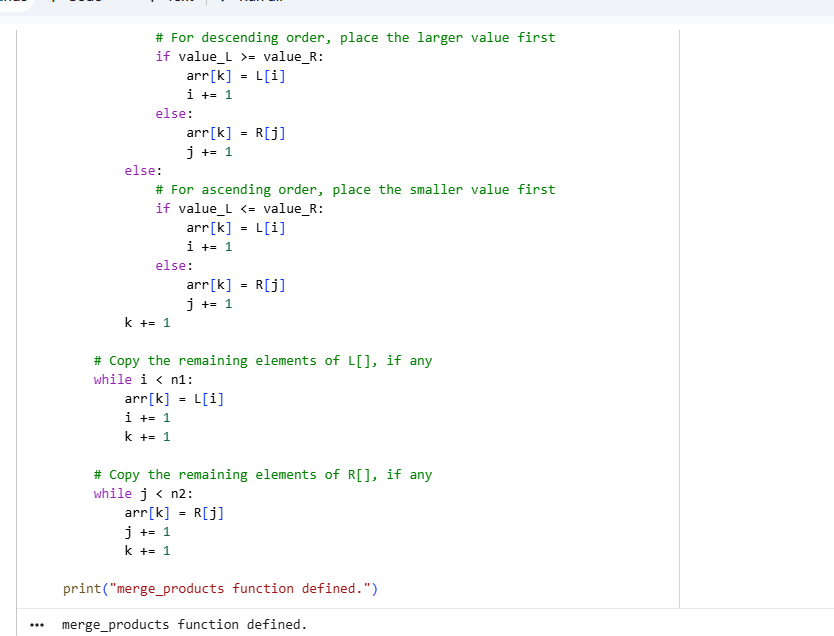 # For descending order, place the larger value first
if value_L >= value_R:
arr[k] = L[i]
i += 1
else:
arr[k] = R[j]
j += 1
else:
# For ascending order, place the smaller value first
if value_L <= value_R:
arr[k] = L[i]
i += 1
else:
arr[k] = R[j]
j += 1
k += 1
# Copy the remaining elements of L[], if any
while i < n1:
arr[k] = L[i]
i += 1
k += 1
# Copy the remaining elements of R[], if any
while j < n2:
arr[k] = R[j]
j += 1
k += 1
print("merge_products function defined.")
••• merge_products function defined.